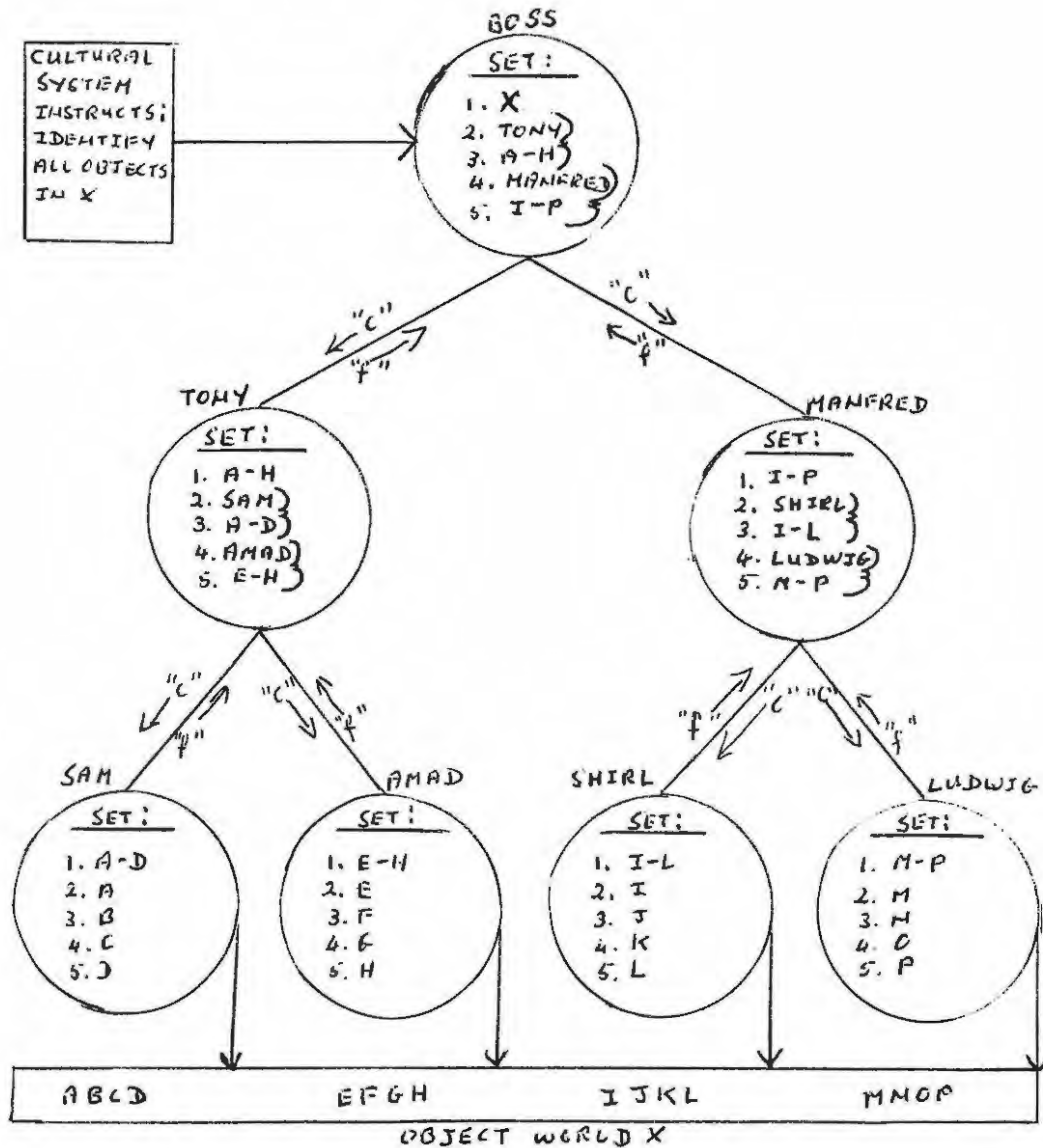 BOSS
CULTURAL
SYSTEM
INSTRUCTS:
IDENTIFY
ALL OBJECTS
IN X
SET:
1. X
2. TONY)
3. A-H)
4. MANFRED)
5. I-P)
"C"
"f"
"C"
"f"
TONY
SET:
1. A-H
2. SAM)
3. A-D)
4. AMAD)
5. E-H)
MANFRED
SET:
1. I-P
2. SHIRL)
3. I-L)
4. LUDWIG)
5. M-P)
"C"
"f"
"C"
"f"
"f"
"C"
"C"
"f"
SAM
SET:
1. A-D
2. A
3. B
4. C
5. D
AMAD
SET:
1. E-H
2. E
3. F
4. G
5. H
SHIRL
SET:
1. I-L
2. I
3. J
4. K
5. L
LUDWIG
SET:
1. M-P
2. M
3. N
4. O
5. P
ABCD
EFGH
IJKL
MNOP
OBJECT WORLD X